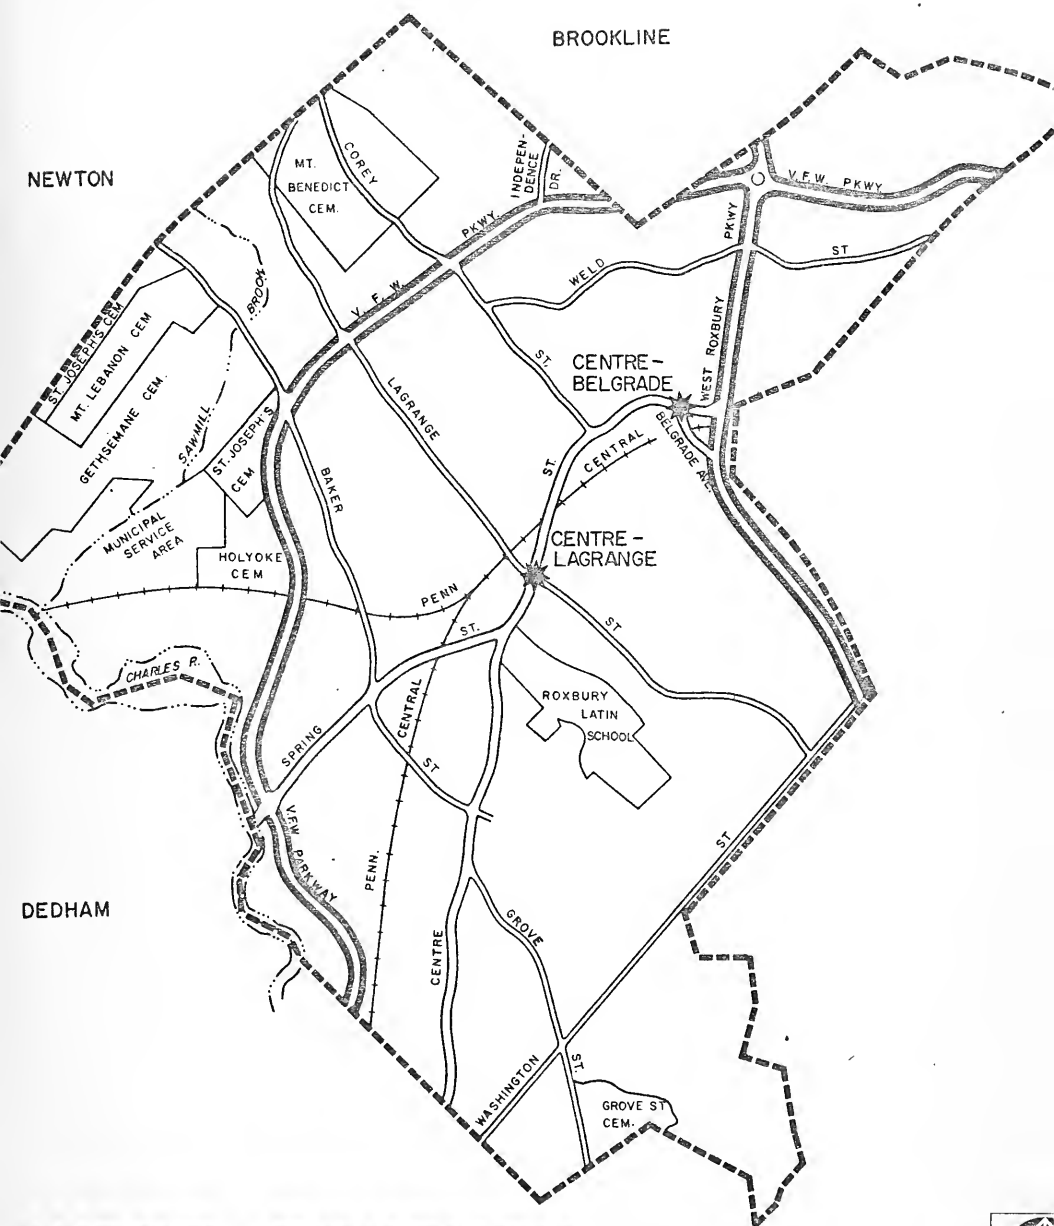 BROOKLINE
NEWTON
MT.
BENEDICT
CEM.
COREY
INDEPEN-
DENCE
DR.
V.F.W. PKWY
PKWY.
V. F. W.
PKWY
WEST ROXBURY
WELD
ST
BROOK
SAWMILL
ST. JOSEPH'S CEM
MT. LEBANON CEM
GETHSEMANE CEM.
ST. JOSEPH'S
CEM
MUNICIPAL
SERVICE
AREA
HOLYOKE
CEM
LAGRANGE
BAKER
ST.
CENTRE-
BELGRADE
BELGRADE AVE.
ST.
CENTRAL
CENTRE-
LAGRANGE
PENN
ST.
ST
CHARLES R.
SPRING
CENTRAL
ST
ROXBURY
LATIN
SCHOOL
V.F.W. PARKWAY
PENN.
ST
DEDHAM
CENTRE
GROVE
WASHINGTON
ST.
GROVE ST
CEM.